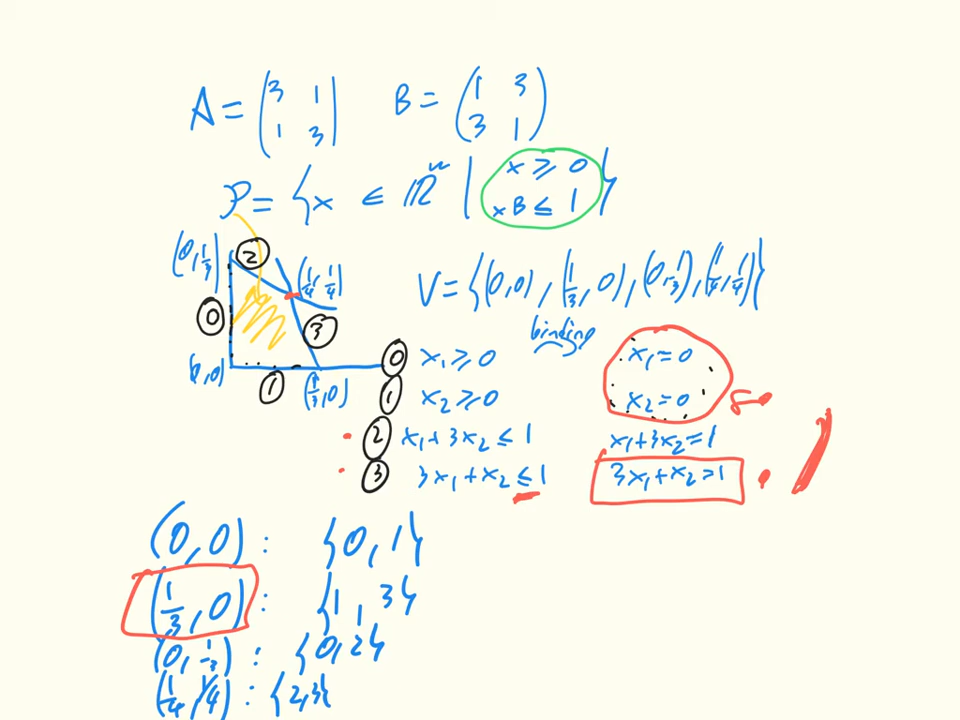 A = (3 1 B = (1 3
1 3) 3 1)
P = {x ∈ ℝ | x ≥ 0
xB ≤ 1}
(0, 1/3) 2 (1/4, 1/4) V = {(0,0), (1/3, 0), (0, 1/3), (1/4, 1/4)}
0 3 binding
(0,0) 1 (1/3, 0)
0 x₁ ≥ 0 x₁ = 0
1 x₂ ≥ 0 x₂ = 0
2 x₁ + 3x₂ ≤ 1 x₁ + 3x₂ = 1
3 3x₁ + x₂ ≤ 1 3x₁ + x₂ = 1
(0,0) : {0, 1}
(1/3, 0) : {1, 3}
(0, 1/3) : {0, 2}
(1/4, 1/4) : {2, 3}